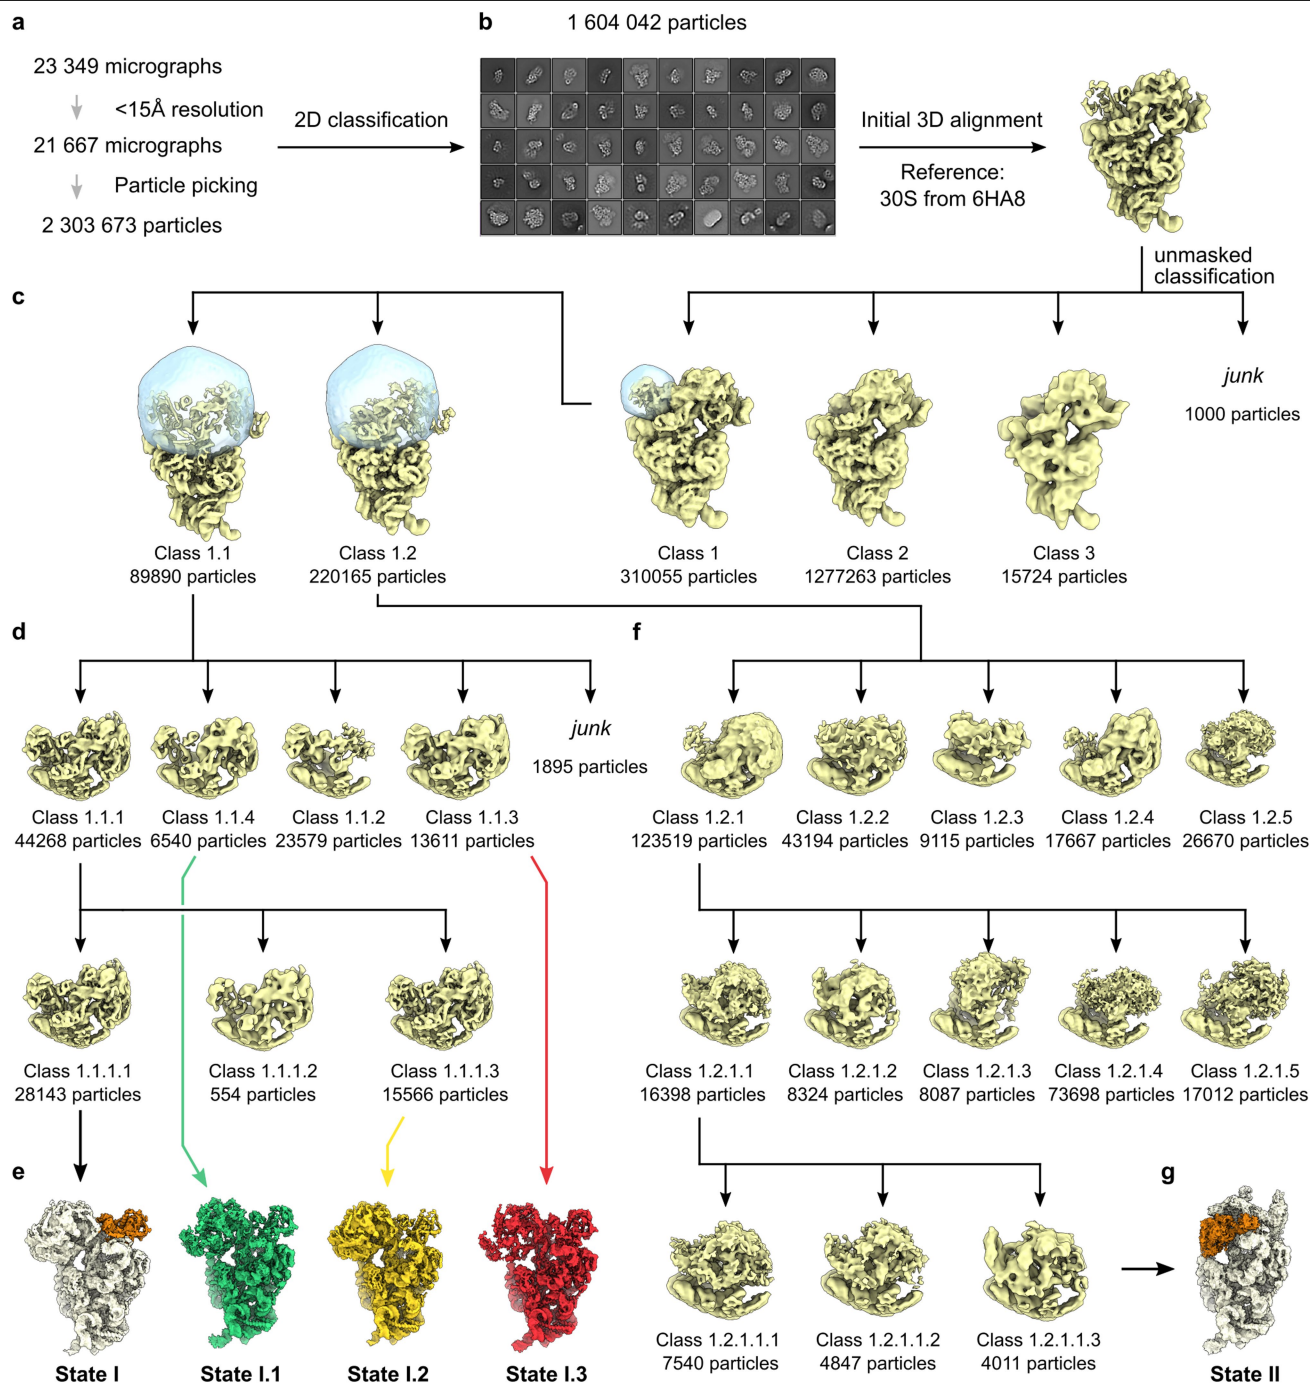 a
23 349 micrographs
<15Å resolution
21 667 micrographs
Particle picking
2 303 673 particles
2D classification
b
1 604 042 particles
Initial 3D alignment
Reference:
30S from 6HA8
unmasked
classification
c
Class 1.1
89890 particles
Class 1.2
220165 particles
Class 1
310055 particles
Class 2
1277263 particles
Class 3
15724 particles
junk
1000 particles
d
Class 1.1.1
44268 particles
Class 1.1.4
6540 particles
Class 1.1.2
23579 particles
Class 1.1.3
13611 particles
junk
1895 particles
Class 1.1.1.1
28143 particles
Class 1.1.1.2
554 particles
Class 1.1.1.3
15566 particles
e
State I
State I.1
State I.2
State I.3
f
Class 1.2.1
123519 particles
Class 1.2.2
43194 particles
Class 1.2.3
9115 particles
Class 1.2.4
17667 particles
Class 1.2.5
26670 particles
Class 1.2.1.1
16398 particles
Class 1.2.1.2
8324 particles
Class 1.2.1.3
8087 particles
Class 1.2.1.4
73698 particles
Class 1.2.1.5
17012 particles
Class 1.2.1.1.1
7540 particles
Class 1.2.1.1.2
4847 particles
Class 1.2.1.1.3
4011 particles
g
State II